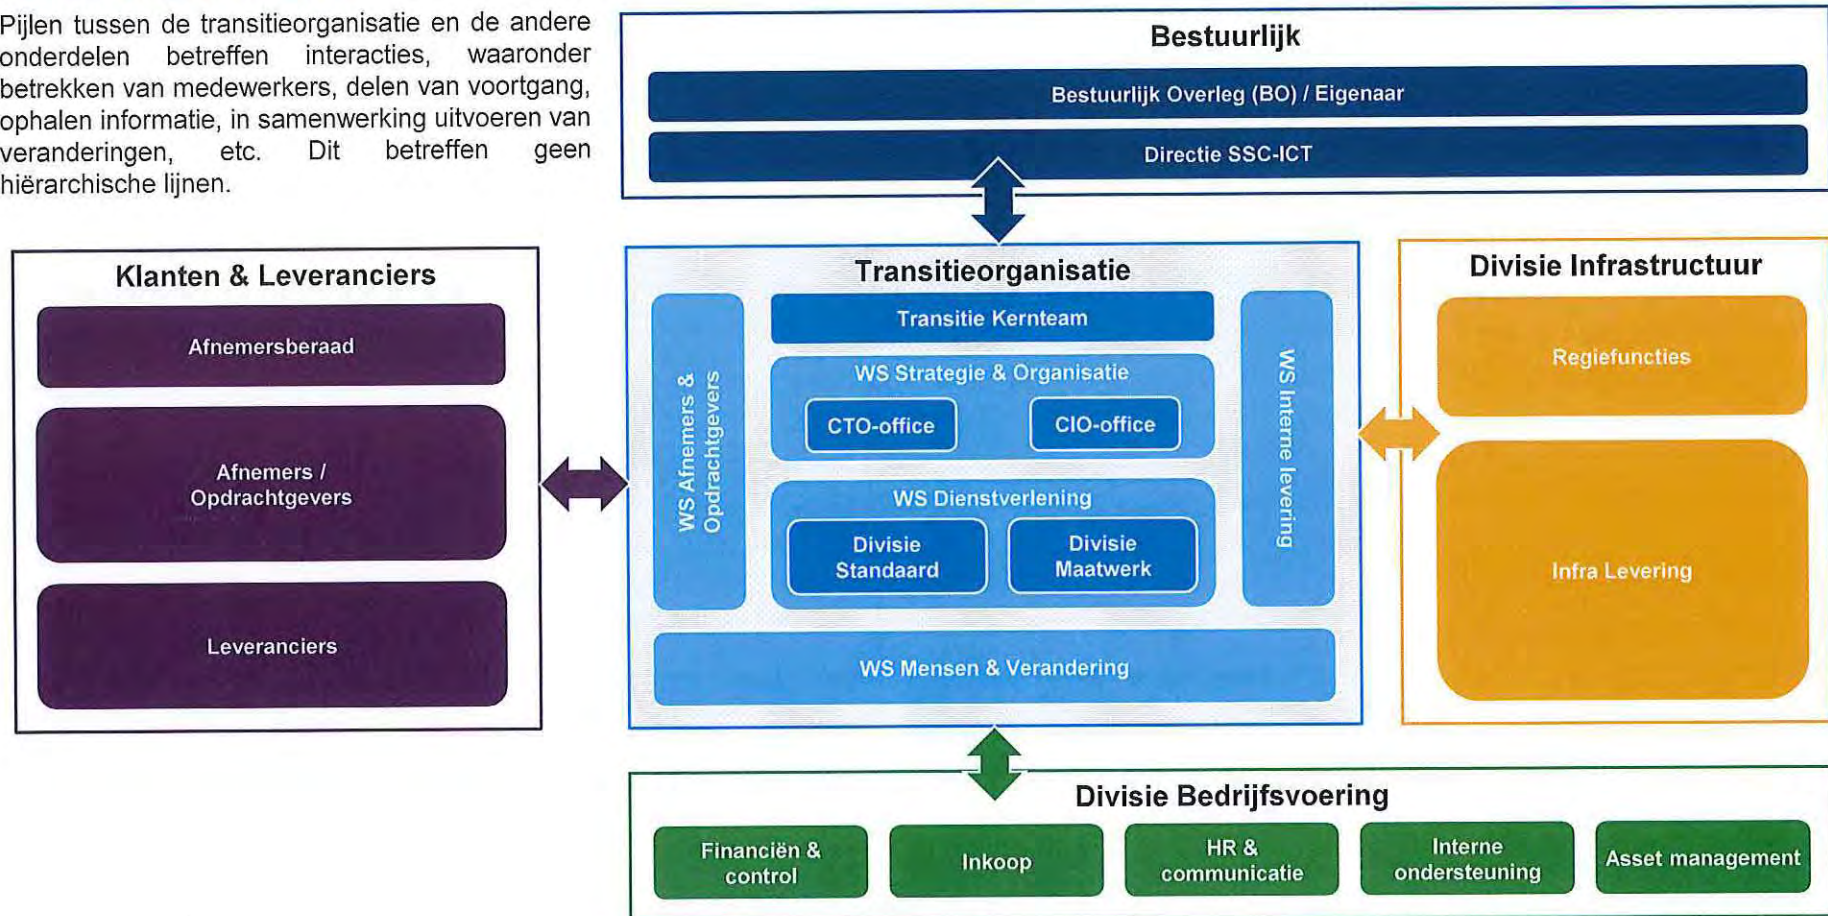 Pijlen tussen de transitieorganisatie en de andere
onderdelen betreffen interacties, waaronder
betrekken van medewerkers, delen van voortgang,
ophalen informatie, in samenwerking uitvoeren van
veranderingen, etc. Dit betreffen geen
hiërarchische lijnen.
Bestuurlijk
Bestuurlijk Overleg (BO) / Eigenaar
Directie SSC-ICT
Klanten & Leveranciers
Afnemersberaad
Afnemers /
Opdrachtgevers
Leveranciers
Transitieorganisatie
WS Afnemers &
Opdrachtgevers
Transitie Kernteam
WS Strategie & Organisatie
CTO-office
CIO-office
WS Dienstverlening
Divisie
Standaard
Divisie
Maatwerk
WS Interne levering
WS Mensen & Verandering
Divisie Infrastructuur
Regiefuncties
Infra Levering
Divisie Bedrijfsvoering
Financiën &
control
Inkoop
HR &
communicatie
Interne
ondersteuning
Asset management